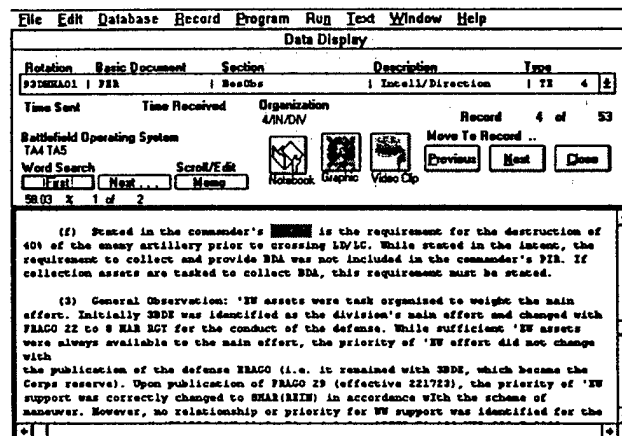 File Edit Database Record Program Run Text Window Help
Data Display
Rotation Basic Document Section Description Type
93DHXA01 | PER | BosObs | Intell/Direction | TE 4
Time Sent Time Received Organization
4/IN/DIV
Record 4 of 53
Battlefield Operating System
TA4 TA5
Move To Record ..
Word Search Scroll/Edit
!First! Next . . . Memo
Notebook Graphic Video Clip
Previous Next Close
58.03 % 1 of 2
(f) Stated in the commander's is the requirement for the destruction of
40% of the enemy artillery prior to crossing LD/LC. While stated in the intent, the
requirement to collect and provide BDA was not included in the commander's PIR. If
collection assets are tasked to collect BDA, this requirement must be stated.
(3) General Observation: 'EW assets were task organized to weight the main
effort. Initially 3BDE was identified as the division's main effort and changed with
FRAGO 22 to 8 MAR RGT for the conduct of the defense. While sufficient 'EW assets
were always available to the main effort, the priority of 'EW effort did not change
with
the publication of the defense FRAGO (i.e. it remained with 3BDE, which became the
Corps reserve). Upon publication of FRAGO 29 (effective 221723), the priority of 'EW
support was correctly changed to 8MAR(REIN) in accordance wIth the scheme of
maneuver. However, no relationship or priority for WW support was identified for the